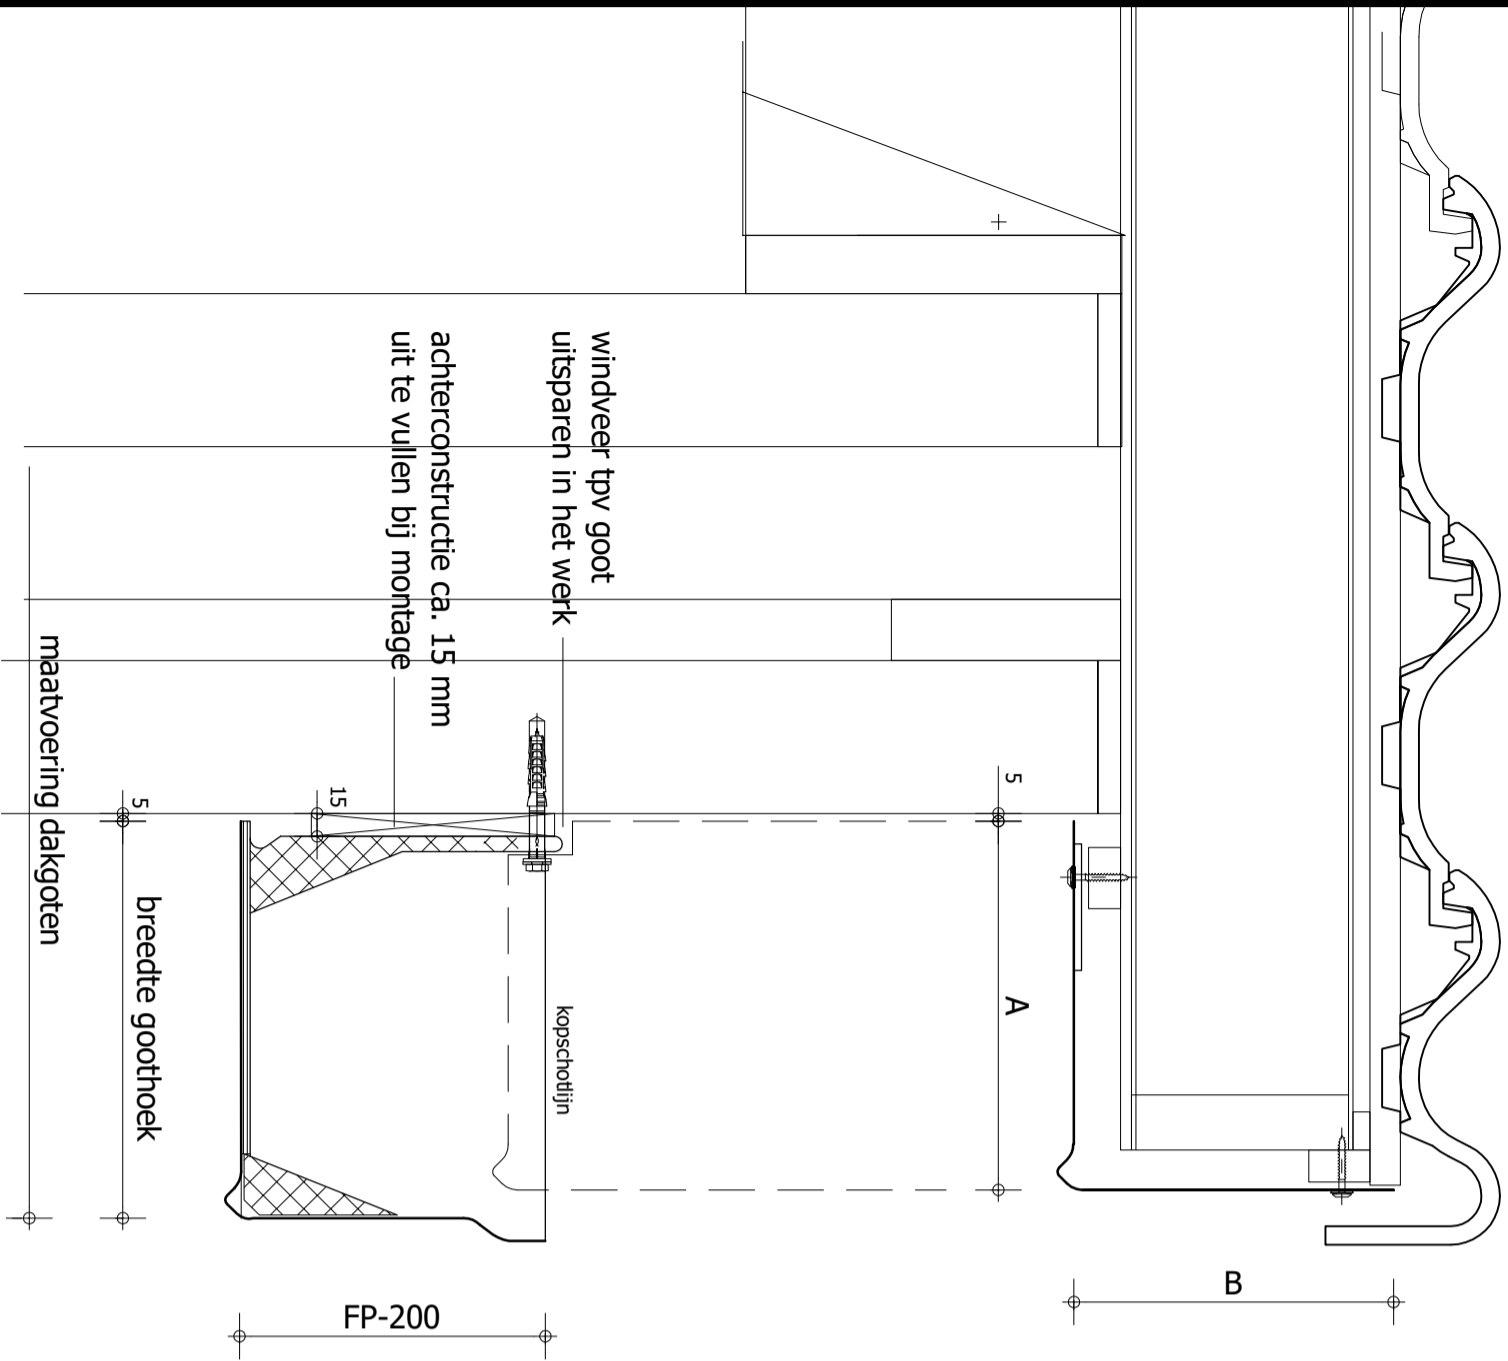 windveer tpv goot
uitsparen in het werk
achterconstructie ca. 15 mm
uit te vullen bij montage
5
A
kopschotlijn
15
5
breedte goothoek
maatvoering dakgoten
B
FP-200